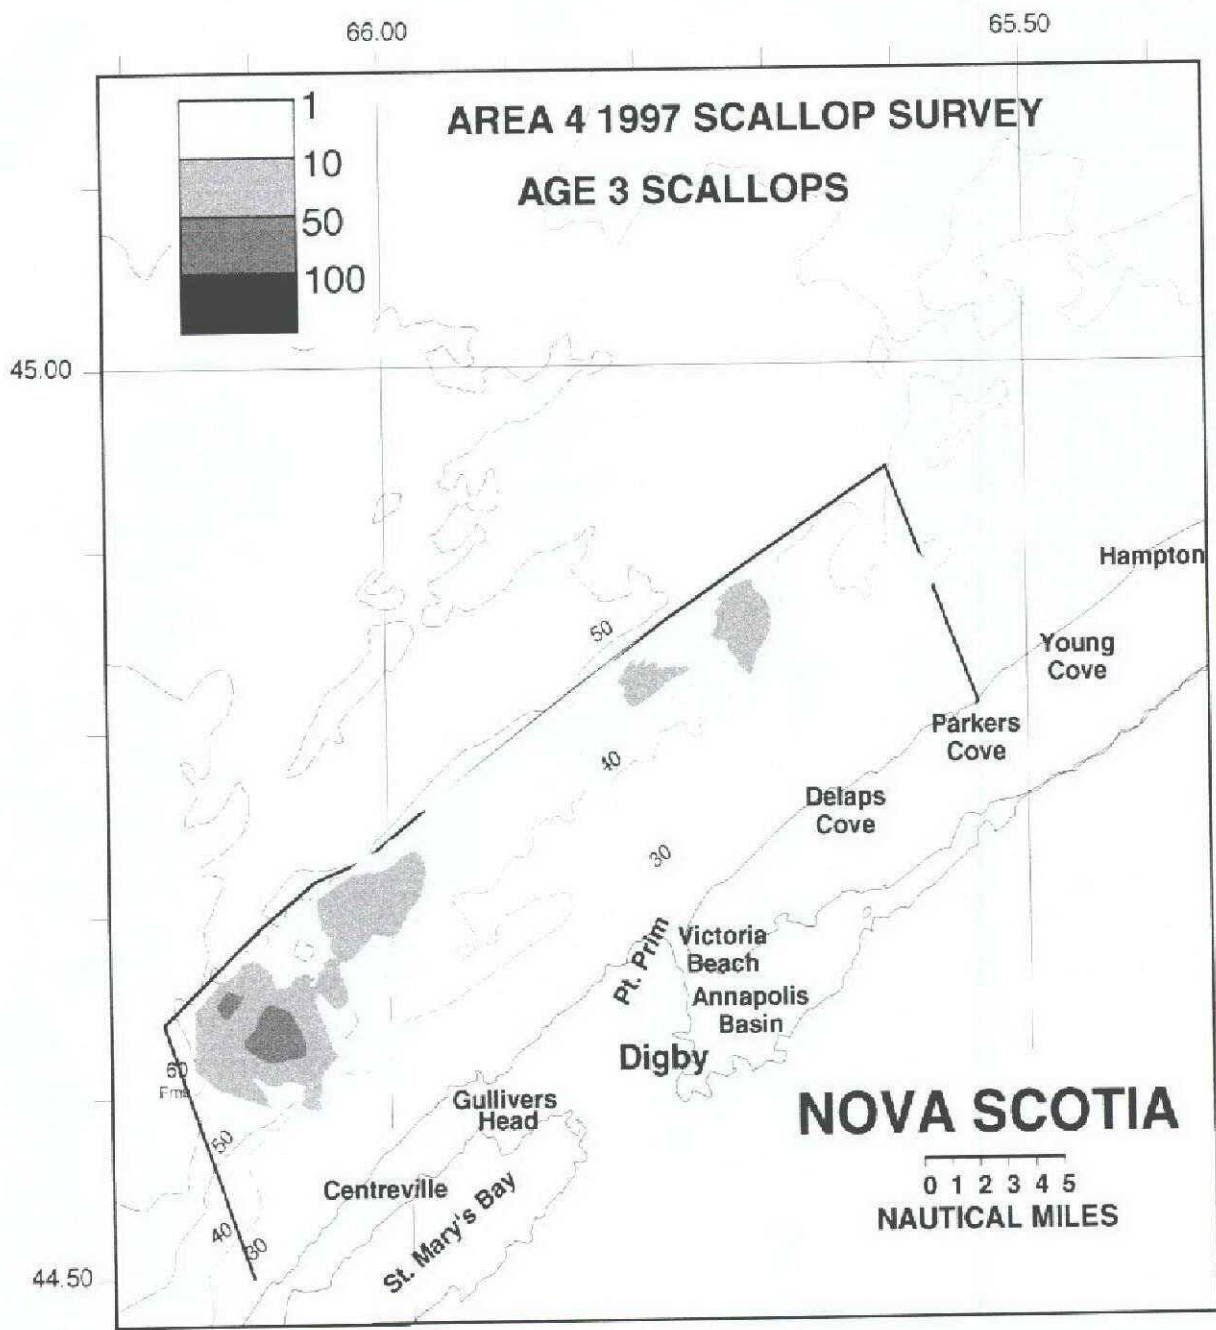 66.00
65.50
1
10
50
100
AREA 4 1997 SCALLOP SURVEY
AGE 3 SCALLOPS
45.00
Hampton
50
Young
Cove
Parkers
Cove
40
Delaps
Cove
30
Pt. Prim
Victoria
Beach
Annapolis
Basin
Digby
60
Fms
Gullivers
Head
NOVA SCOTIA
50
0 1 2 3 4 5
NAUTICAL MILES
Centreville
St. Mary's Bay
40
30
44.50